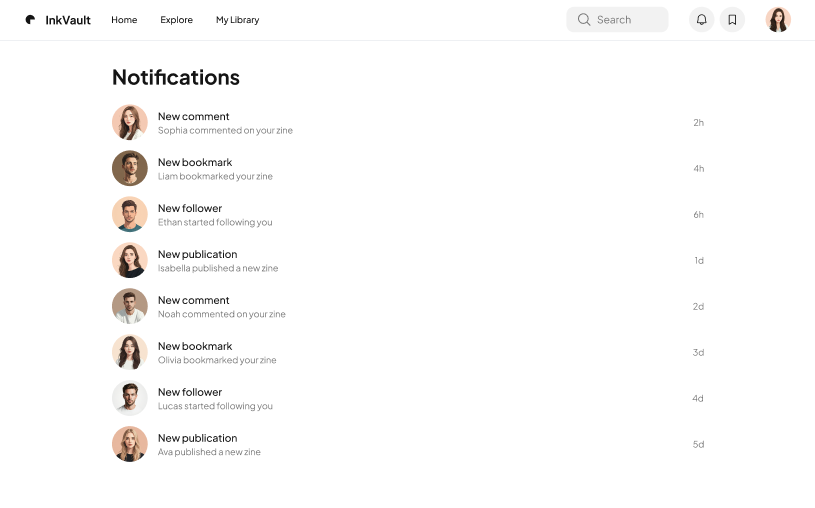 InkVault Home Explore My Library Search
Notifications
New comment
Sophia commented on your zine 2h
New bookmark
Liam bookmarked your zine 4h
New follower
Ethan started following you 6h
New publication
Isabella published a new zine 1d
New comment
Noah commented on your zine 2d
New bookmark
Olivia bookmarked your zine 3d
New follower
Lucas started following you 4d
New publication
Ava published a new zine 5d